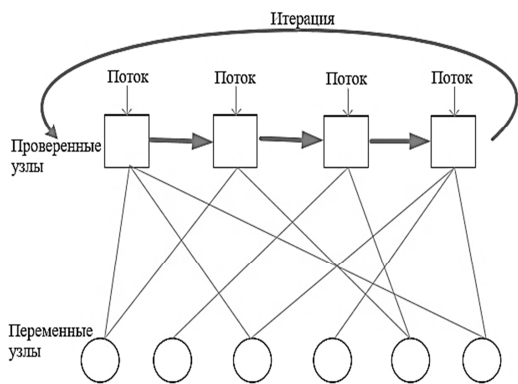 Итерация
Поток
Поток
Поток
Поток
Проверенные
узлы
Переменные
узлы